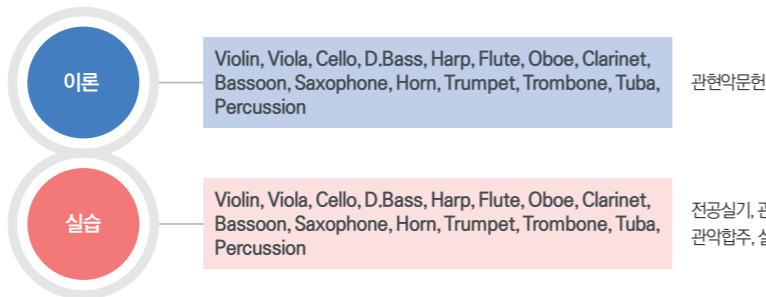 이론
Violin, Viola, Cello, D.Bass, Harp, Flute, Oboe, Clarinet,
Bassoon, Saxophone, Horn, Trumpet, Trombone, Tuba,
Percussion
관현악문헌
실습
Violin, Viola, Cello, D.Bass, Harp, Flute, Oboe, Clarinet,
Bassoon, Saxophone, Horn, Trumpet, Trombone, Tuba,
Percussion
전공실기,
관악합주,